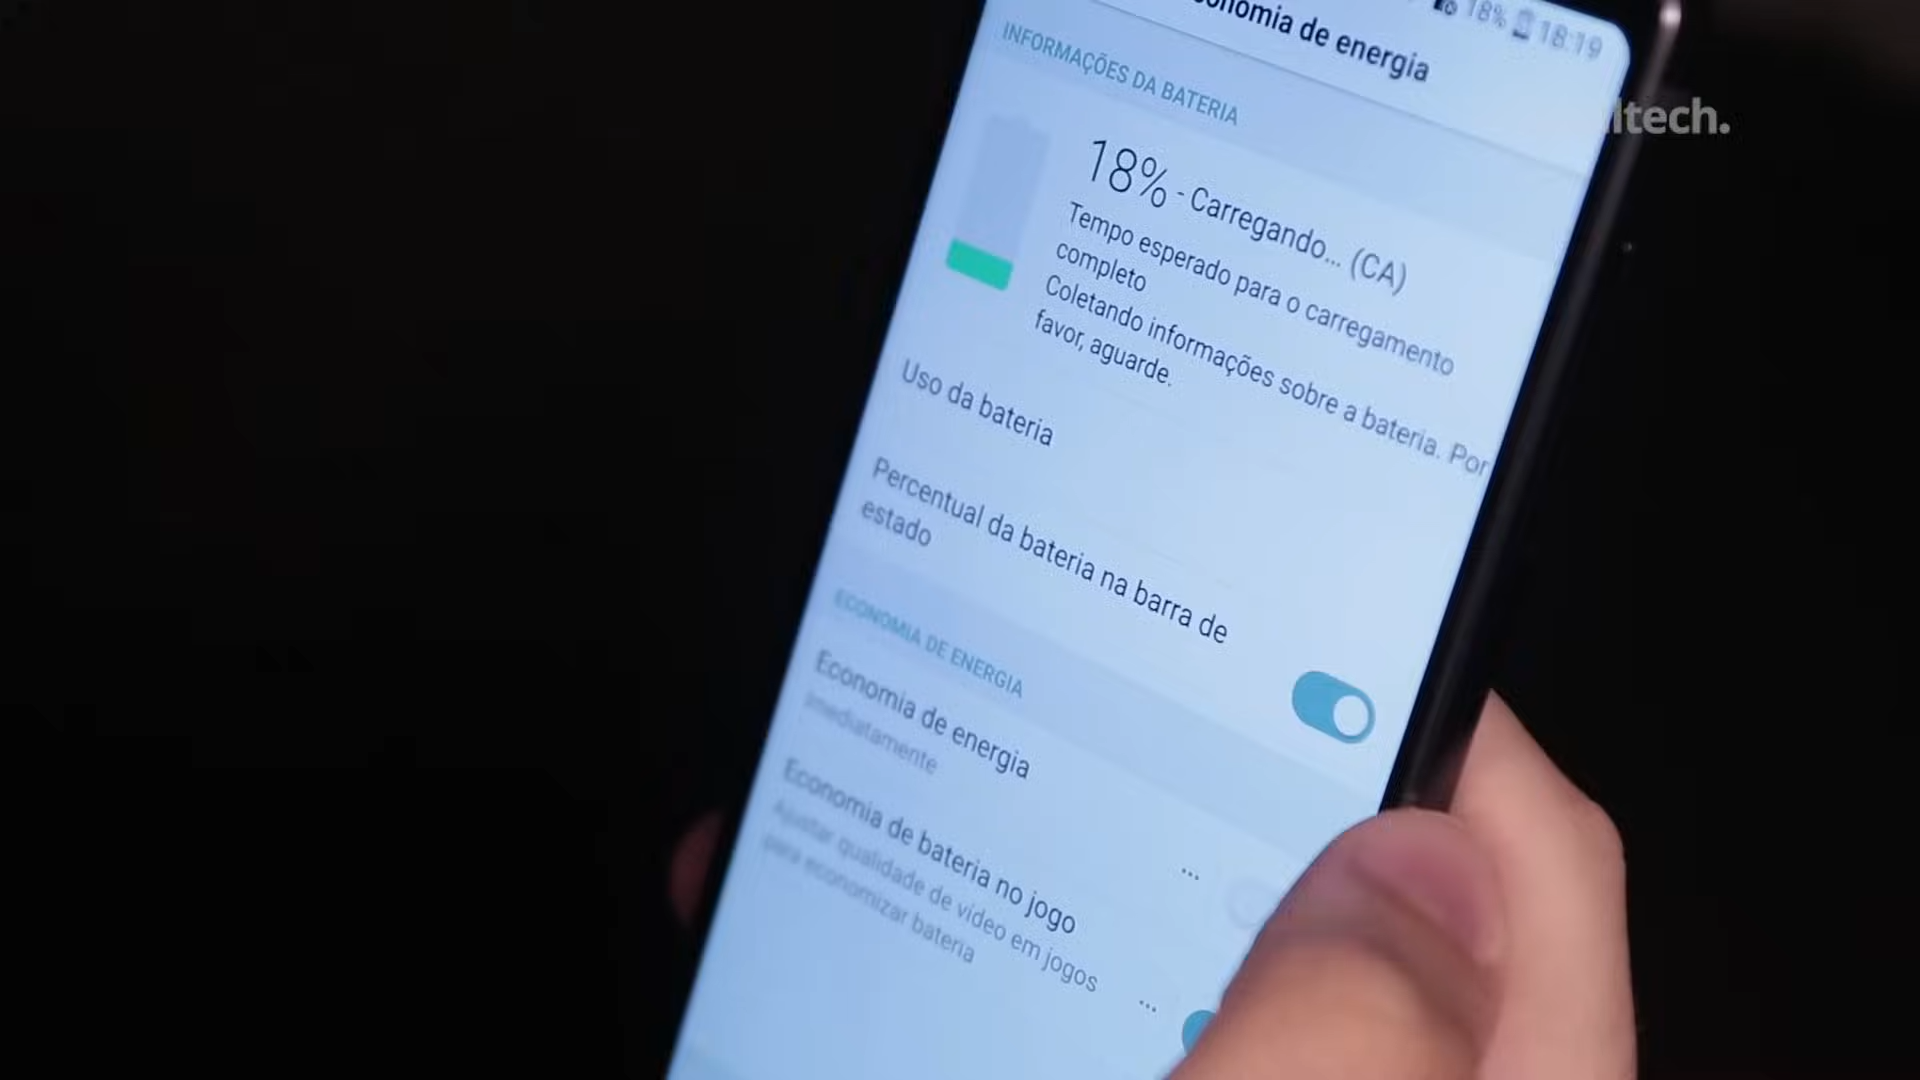 18% 18:19
onomia de energia
ltech.
INFORMAÇÕES DA BATERIA
18% - Carregando... (CA)
Tempo esperado para o carregamento
completo
Coletando informações sobre a bateria. Por
favor, aguarde.
Uso da bateria
Percentual da bateria na barra de
estado
ECONOMIA DE ENERGIA
Economia de energia
Imediatamente
...
Economia de bateria no jogo
Ajustar qualidade de vídeo em jogos
para economizar bateria
...